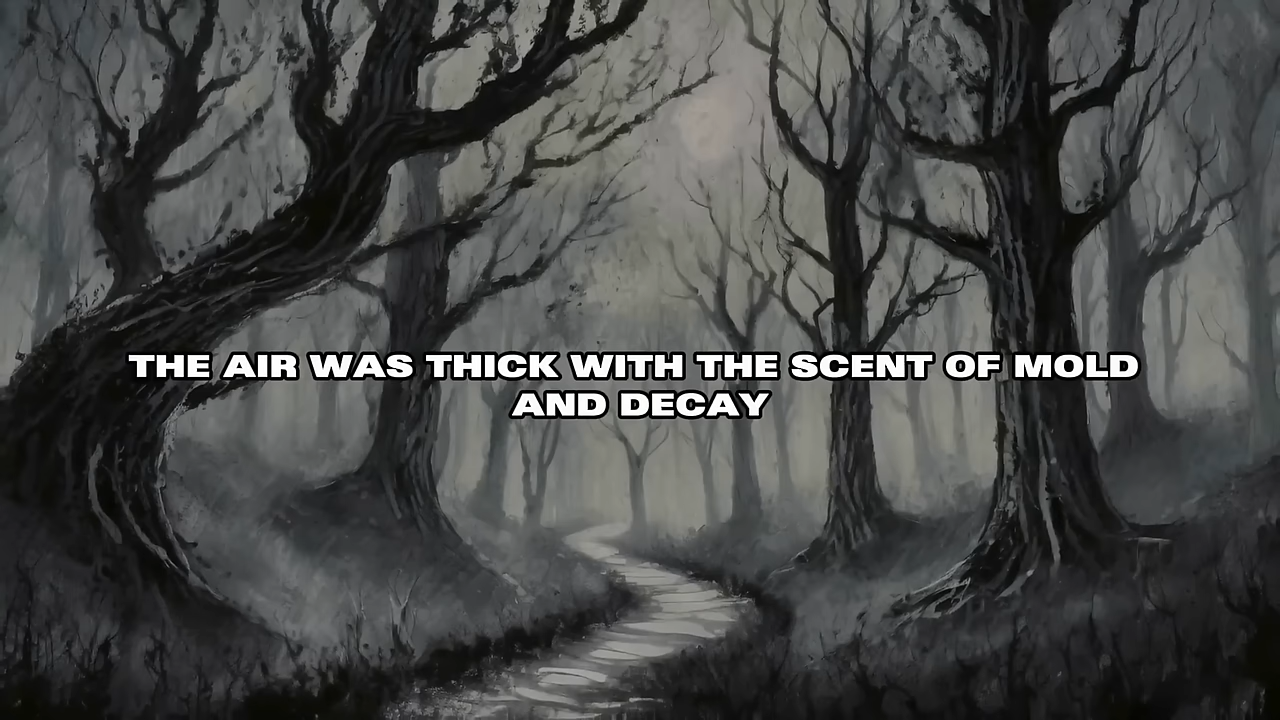 THE AIR WAS THICK WITH THE SCENT OF MOLD
AND DECAY